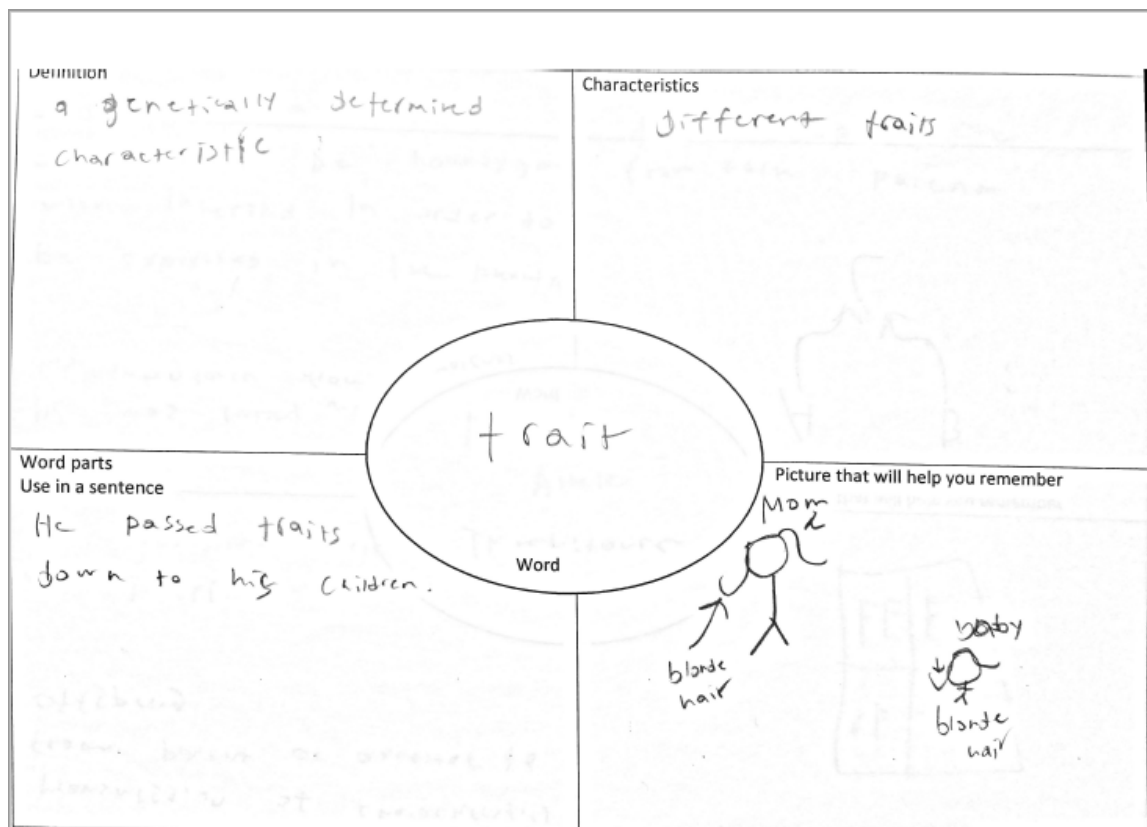 Definition
a genetically determined
characteristic
Characteristics
different traits
trait
Word
Word parts
Use in a sentence
He passed traits
down to his children.
Picture that will help you remember
Mom
blonde
hair
baby
blonde
hair